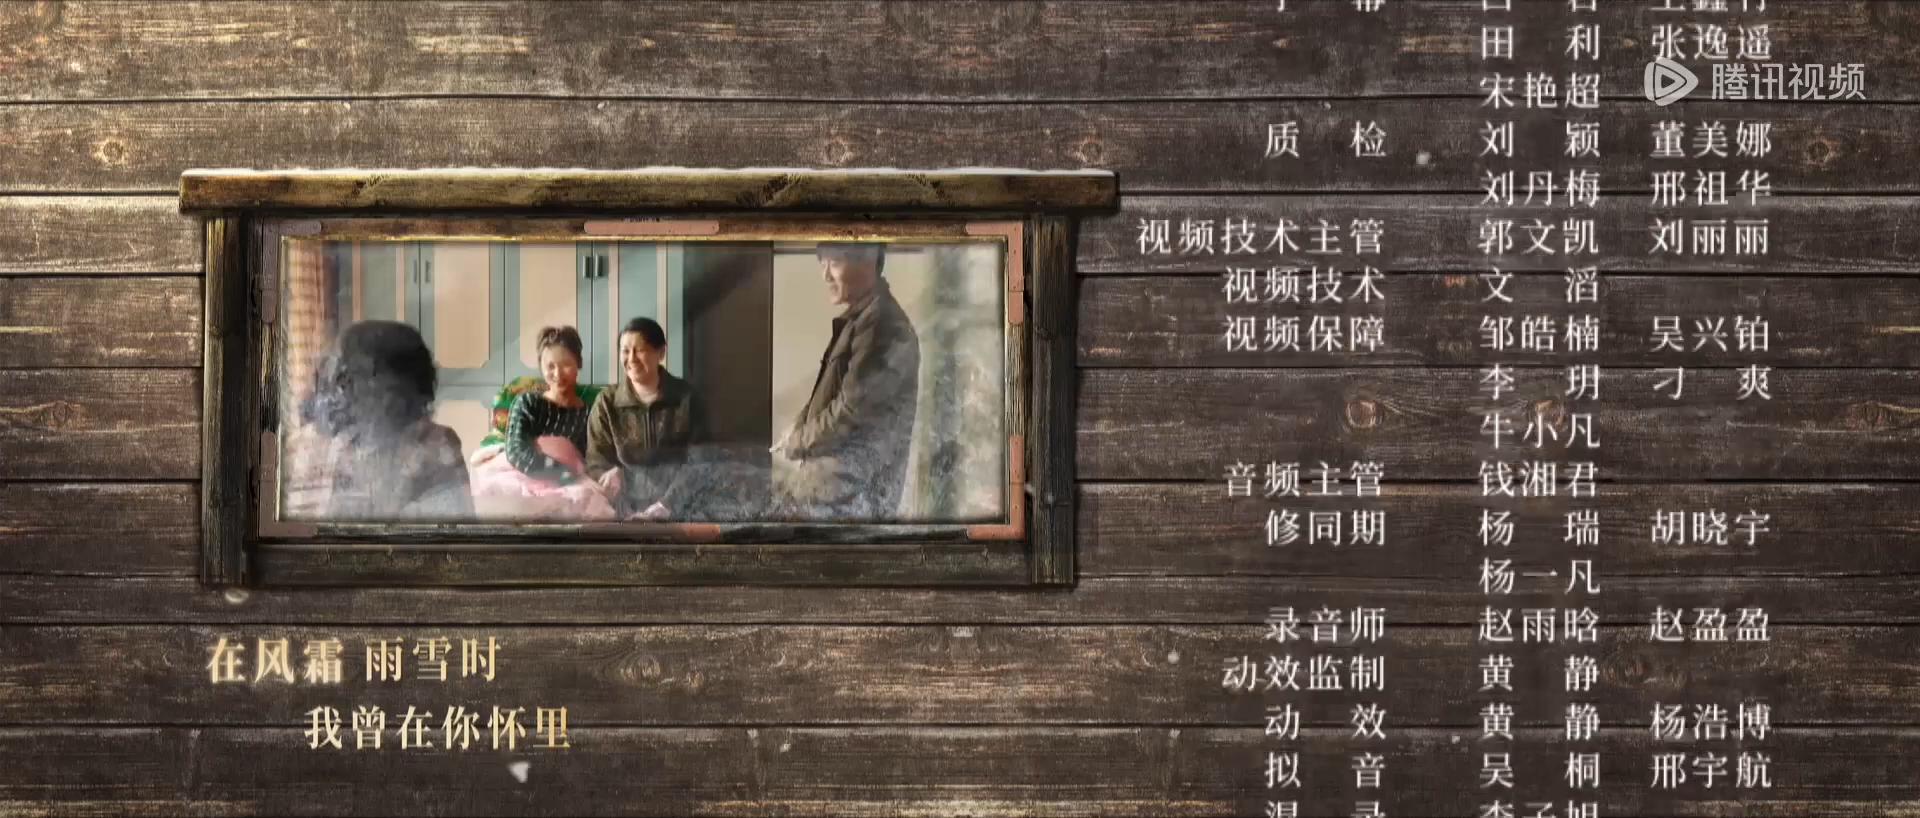 田利 张逸遥
腾讯视频
宋艳超
质检 刘颖 董美娜
刘丹梅 邢祖华
视频技术主管 郭文凯 刘丽丽
视频技术 文滔
视频保障 邹皓楠 吴兴铂
李玥 刁爽
牛小凡
音频主管 钱湘君
修同期 杨瑞 胡晓宇
杨一凡
录音师 赵雨晗 赵盈盈
动效监制 黄静
动效 黄静 杨浩博
拟音 吴桐 邢宇航
在风霜 雨雪时
我曾在你怀里